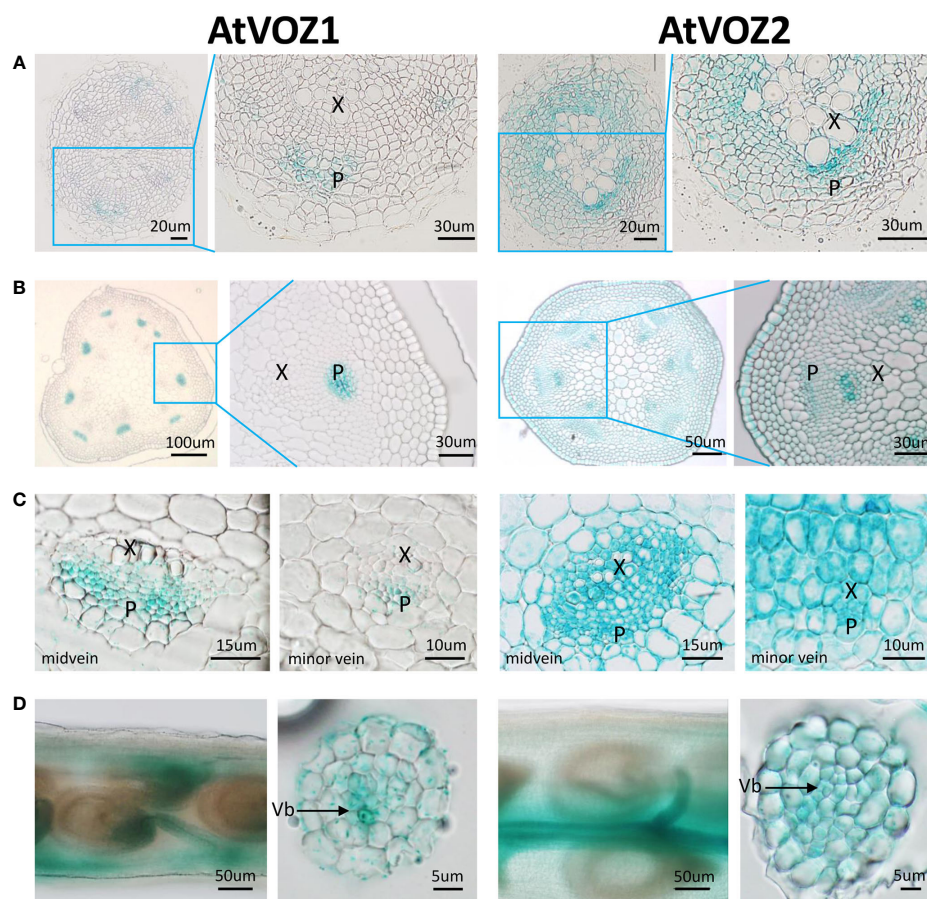 AtVOZ1 AtVOZ2
A
X
P
20um
30um
X
P
20um
30um
B
X
P
100um
30um
P
X
50um
30um
C
X
P
midvein
15um
X
P
minor vein
10um
X
P
midvein
15um
X
P
minor vein
10um
D
50um
Vb
5um
50um
Vb
5um